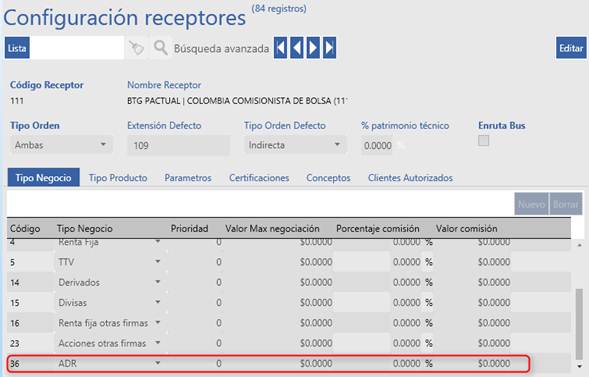 Configuración receptores (84 registros)
Lista Búsqueda avanzada Editar
Código Receptor Nombre Receptor
111 BTG PACTUAL | COLOMBIA COMISIONISTA DE BOLSA (11'
Tipo Orden Extensión Defecto Tipo Orden Defecto % patrimonio técnico Enruta Bus
Ambas 109 Indirecta 0.0000 %
Tipo Negocio Tipo Producto Parametros Certificaciones Conceptos Clientes Autorizados
Nuevo Borrar
Código Tipo Negocio Prioridad Valor Max negociación Porcentaje comisión Valor comisión
4 Renta Fija 0 $0.0000 0.0000 % $0.0000
5 TTV 0 $0.0000 0.0000 % $0.0000
14 Derivados 0 $0.0000 0.0000 % $0.0000
15 Divisas 0 $0.0000 0.0000 % $0.0000
16 Renta fija otras firmas 0 $0.0000 0.0000 % $0.0000
23 Acciones otras firmas 0 $0.0000 0.0000 % $0.0000
36 ADR 0 $0.0000 0.0000 % $0.0000